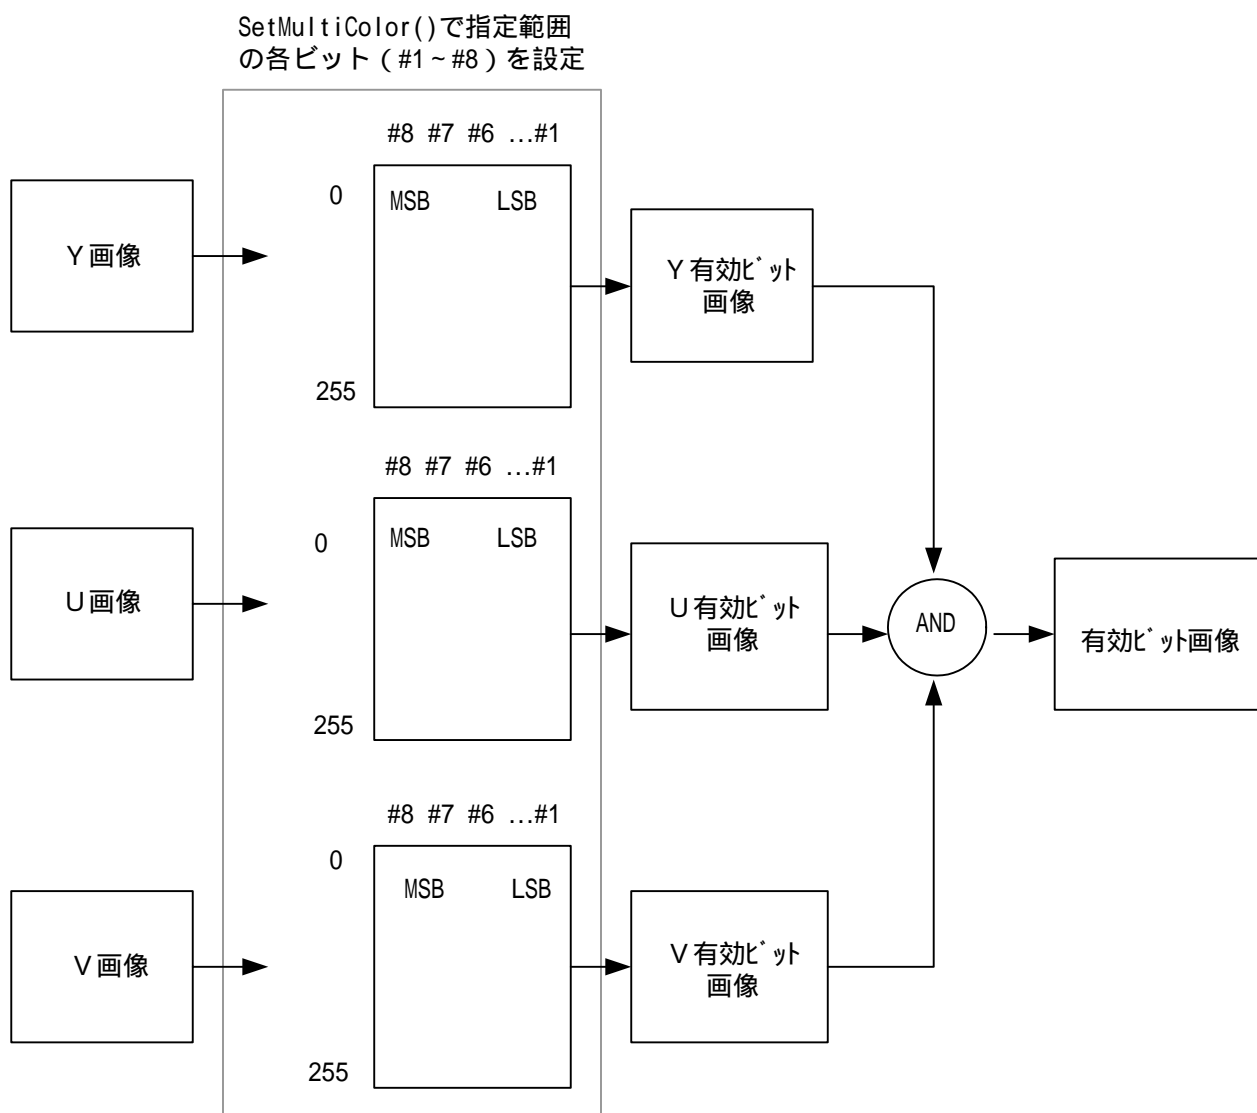 SetMultiColor()で指定範囲
の各ビット(#1~#8)を設定
#8 #7 #6 …#1
0
MSB LSB
Y画像
Y有効ビット
画像
255
#8 #7 #6 …#1
0
MSB LSB
U画像
U有効ビット
画像
AND
有効ビット画像
255
#8 #7 #6 …#1
0
MSB LSB
V画像
V有効ビット
画像
255